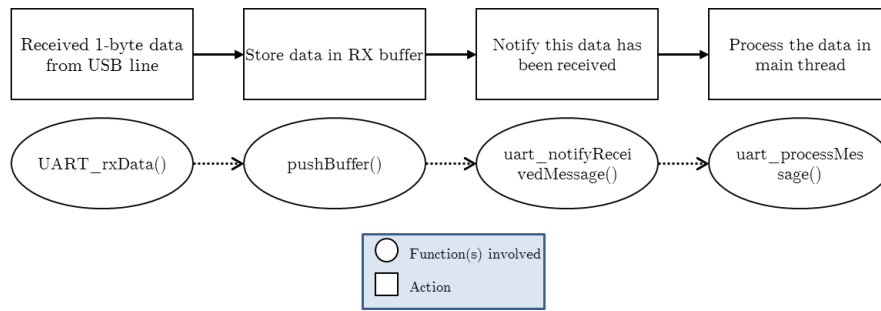 Received 1-byte data
from USB line
Store data in RX buffer
Notify this data has
been received
Process the data in
main thread
UART_rxData()
pushBuffer()
uart_notifyRecei
vedMessage()
uart_processMes
sage()
Function(s) involved
Action